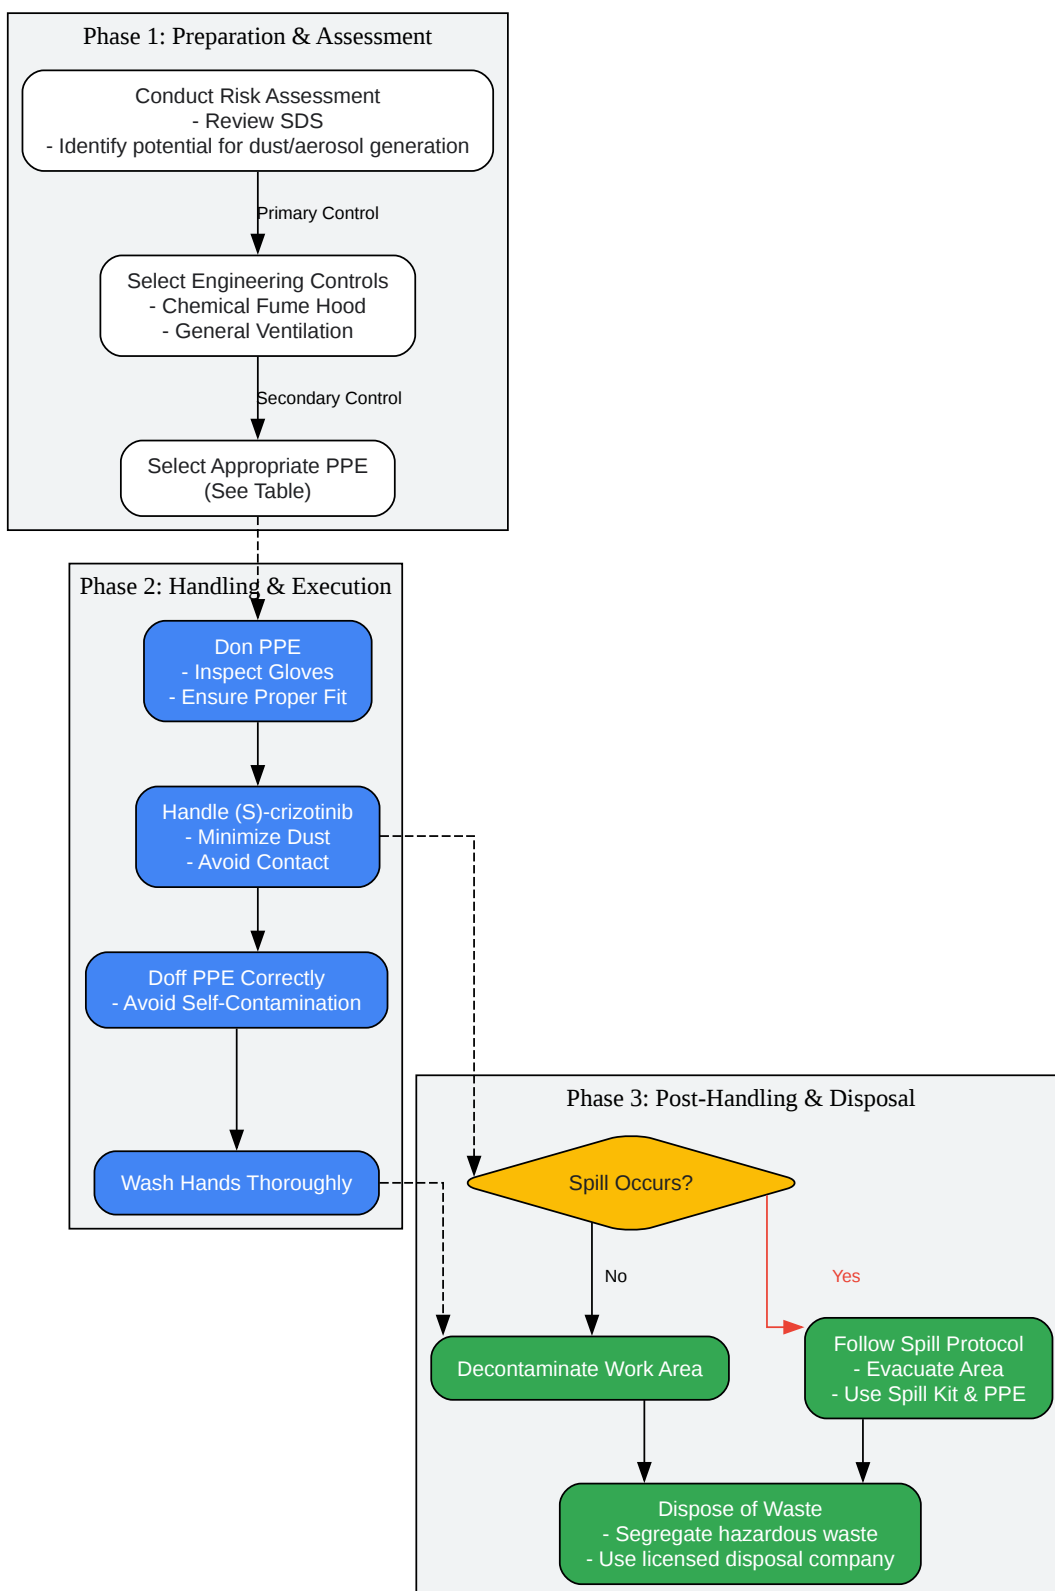 Phase 1: Preparation & Assessment
Conduct Risk Assessment
- Review SDS
- Identify potential for dust/aerosol generation
Primary Control
Select Engineering Controls
- Chemical Fume Hood
- General Ventilation
Secondary Control
Select Appropriate PPE
(See Table)
Phase 2: Handling & Execution
Don PPE
- Inspect Gloves
- Ensure Proper Fit
Handle (S)-crizotinib
- Minimize Dust
- Avoid Contact
Doff PPE Correctly
- Avoid Self-Contamination
Wash Hands Thoroughly
Phase 3: Post-Handling & Disposal
Spill Occurs?
No
Yes
Decontaminate Work Area
Follow Spill Protocol
- Evacuate Area
- Use Spill Kit & PPE
Dispose of Waste
- Segregate hazardous waste
- Use licensed disposal company